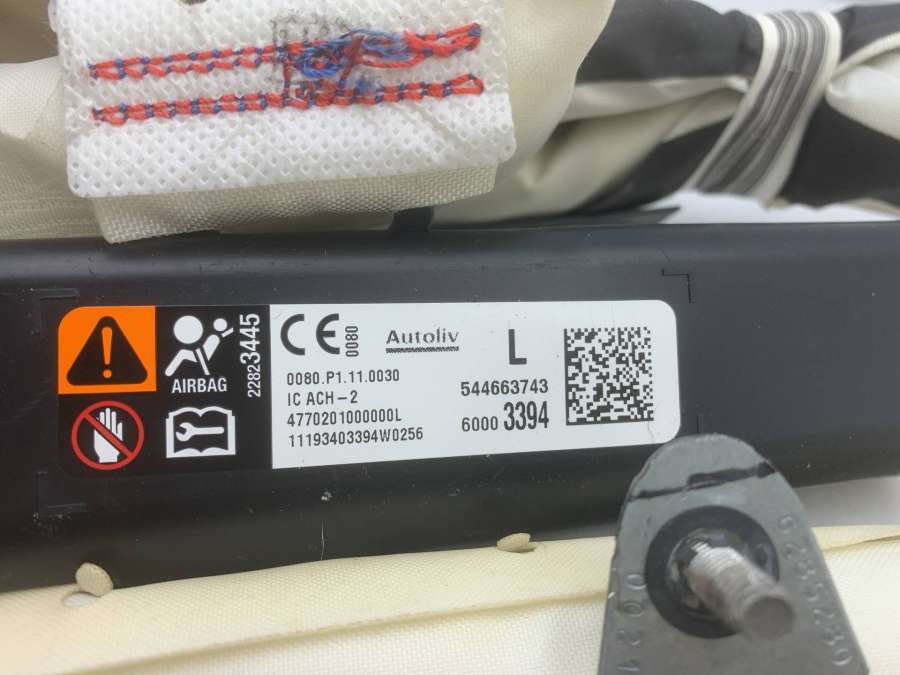 AIRBAG
22823445
CE 0080
Autoliv
L
0080.P1.11.0030
IC ACH-2
4770201000000L
11193403394W0256
544663743
6000 3394